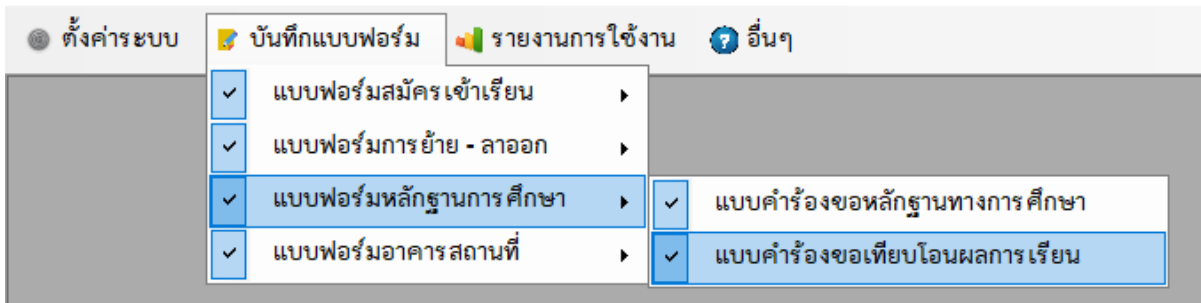 ตั้งค่าระบบ บันทึกแบบฟอร์ม รายงานการใช้งาน อื่นๆ
แบบฟอร์มสมัครเข้าเรียน
แบบฟอร์มการย้าย - ลาออก
แบบฟอร์มหลักฐานการศึกษา แบบคำร้องขอหลักฐานทางการศึกษา
แบบฟอร์มอาคารสถานที่ แบบคำร้องขอเทียบโอนผลการเรียน